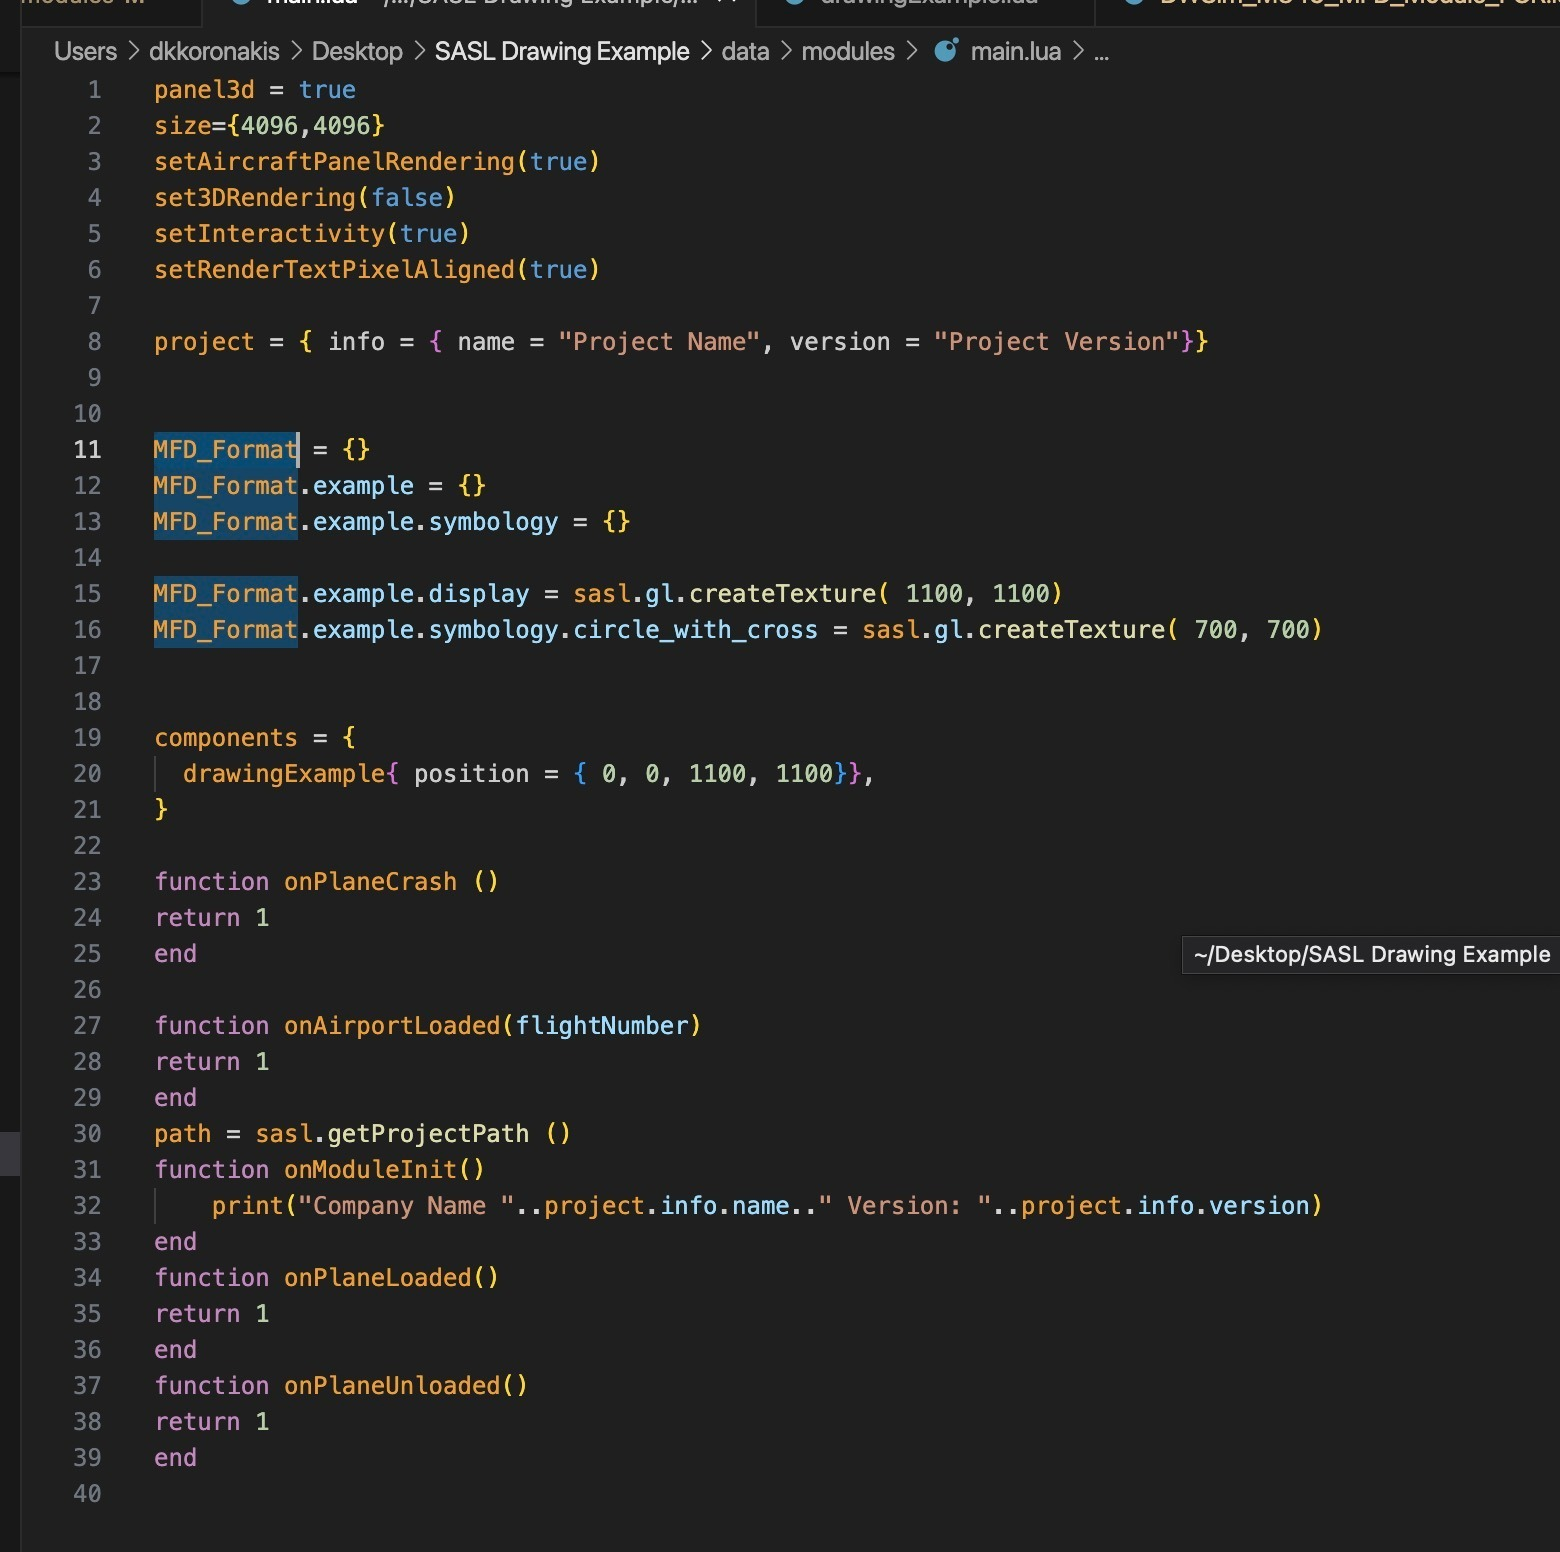 main.lua ~/.../SASL Drawing Example/...
drawingExample.lua
Users > dkkoronakis > Desktop > SASL Drawing Example > data > modules > main.lua > ...
1 panel3d = true
2 size={4096,4096}
3 setAircraftPanelRendering(true)
4 set3DRendering(false)
5 setInteractivity(true)
6 setRenderTextPixelAligned(true)
7
8 project = { info = { name = "Project Name", version = "Project Version"}}
9
10
11 MFD_Format = {}
12 MFD_Format.example = {}
13 MFD_Format.example.symbology = {}
14
15 MFD_Format.example.display = sasl.gl.createTexture( 1100, 1100)
16 MFD_Format.example.symbology.circle_with_cross = sasl.gl.createTexture( 700, 700)
17
18
19 components = {
20 drawingExample{ position = { 0, 0, 1100, 1100}},
21 }
22
23 function onPlaneCrash ()
24 return 1
25 end
~/Desktop/SASL Drawing Example
26
27 function onAirportLoaded(flightNumber)
28 return 1
29 end
30 path = sasl.getProjectPath ()
31 function onModuleInit()
32 print("Company Name "..project.info.name.." Version: "..project.info.version)
33 end
34 function onPlaneLoaded()
35 return 1
36 end
37 function onPlaneUnloaded()
38 return 1
39 end
40